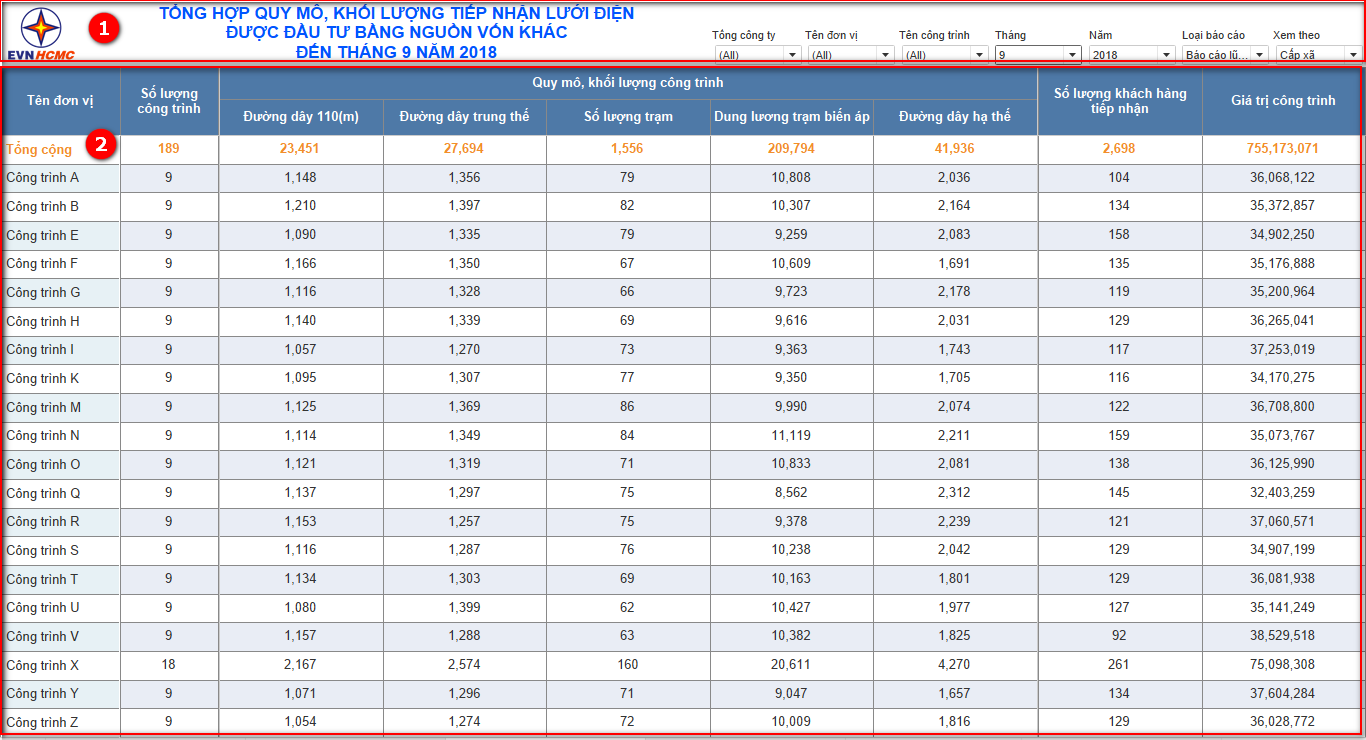 EVNHCMC
1
TỔNG HỢP QUY MÔ, KHỐI LƯỢNG TIẾP NHẬN LƯỚI ĐIỆN
ĐƯỢC ĐẦU TƯ BẰNG NGUỒN VỐN KHÁC
ĐẾN THÁNG 9 NĂM 2018
Tổng công ty Tên đơn vị Tên công trình Tháng Năm Loại báo cáo Xem theo
(All) (All) (All) 9 2018 Báo cáo lũ... Cấp xã
Tên đơn vị Số lượng công trình Quy mô, khối lượng công trình Số lượng khách hàng tiếp nhận Giá trị công trình
Đường dây 110(m) Đường dây trung thế Số lượng trạm Dung lương trạm biến áp Đường dây hạ thế
2
Tổng cộng 189 23,451 27,694 1,556 209,794 41,936 2,698 755,173,071
Công trình A 9 1,148 1,356 79 10,808 2,036 104 36,068,122
Công trình B 9 1,210 1,397 82 10,307 2,164 134 35,372,857
Công trình E 9 1,090 1,335 79 9,259 2,083 158 34,902,250
Công trình F 9 1,166 1,350 67 10,609 1,691 135 35,176,888
Công trình G 9 1,116 1,328 66 9,723 2,178 119 35,200,964
Công trình H 9 1,140 1,339 69 9,616 2,031 129 36,265,041
Công trình I 9 1,057 1,270 73 9,363 1,743 117 37,253,019
Công trình K 9 1,095 1,307 77 9,350 1,705 116 34,170,275
Công trình M 9 1,125 1,369 86 9,990 2,074 122 36,708,800
Công trình N 9 1,114 1,349 84 11,119 2,211 159 35,073,767
Công trình O 9 1,121 1,319 71 10,833 2,081 138 36,125,990
Công trình Q 9 1,137 1,297 75 8,562 2,312 145 32,403,259
Công trình R 9 1,153 1,257 75 9,378 2,239 121 37,060,571
Công trình S 9 1,116 1,287 76 10,238 2,042 129 34,907,199
Công trình T 9 1,134 1,303 69 10,163 1,801 129 36,081,938
Công trình U 9 1,080 1,399 62 10,427 1,977 127 35,141,249
Công trình V 9 1,157 1,288 63 10,382 1,825 92 38,529,518
Công trình X 18 2,167 2,574 160 20,611 4,270 261 75,098,308
Công trình Y 9 1,071 1,296 71 9,047 1,657 134 37,604,284
Công trình Z 9 1,054 1,274 72 10,009 1,816 129 36,028,772